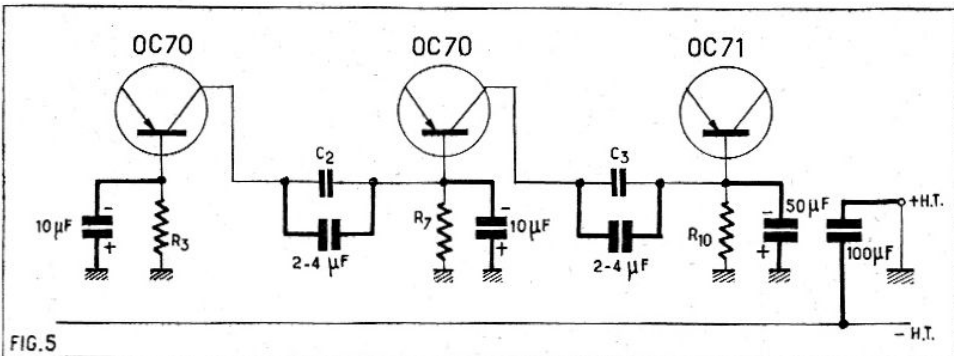 OC70
OC70
OC71
C2
C3
10µF
-
+
R3
2-4 µF
R7
-
+
10µF
2-4 µF
R10
-
+
50µF
100µF
+H.T.
- H.T.
FIG.5